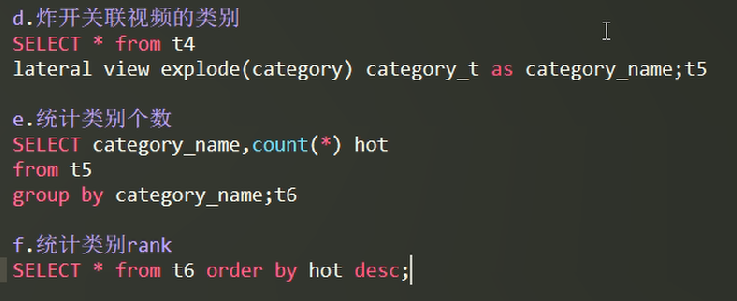 d.炸开关联视频的类别
SELECT * from t4
lateral view explode(category) category_t as category_name;t5
e.统计类别个数
SELECT category_name,count(*) hot
from t5
group by category_name;t6
f.统计类别rank
SELECT * from t6 order by hot desc;